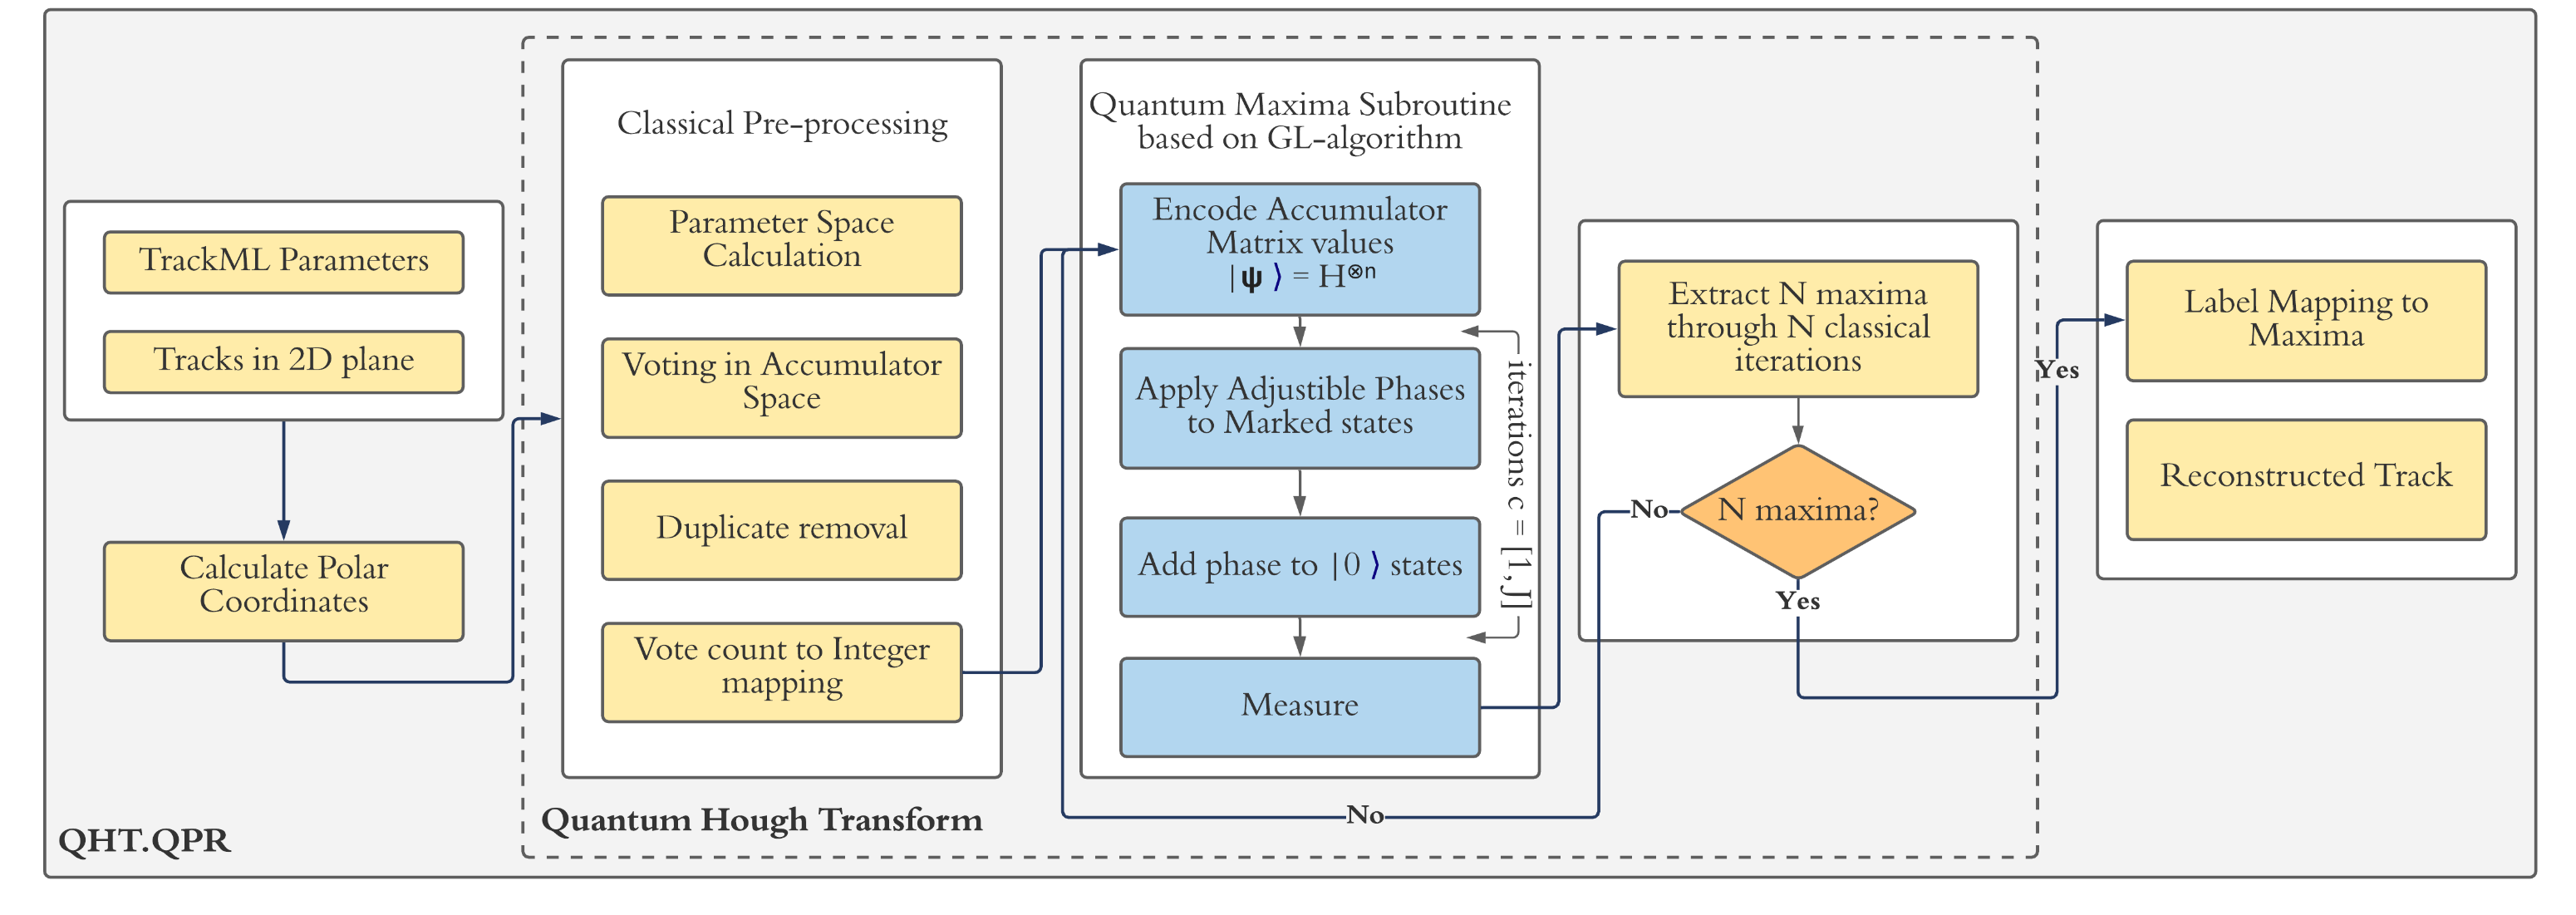 TrackML Parameters
Tracks in 2D plane
Calculate Polar
Coordinates
QHT.QPR
Classical Pre-processing
Parameter Space
Calculation
Voting in Accumulator
Space
Duplicate removal
Vote count to Integer
mapping
Quantum Hough Transform
Quantum Maxima Subroutine
based on GL-algorithm
Encode Accumulator
Matrix values
|ψ ⟩ = H⊗n
Apply Adjustible Phases
to Marked states
Add phase to |0 ⟩ states
Measure
iterations c = [1,J]
Extract N maxima
through N classical
iterations
N maxima?
No
Yes
No
Yes
Label Mapping to
Maxima
Reconstructed Track